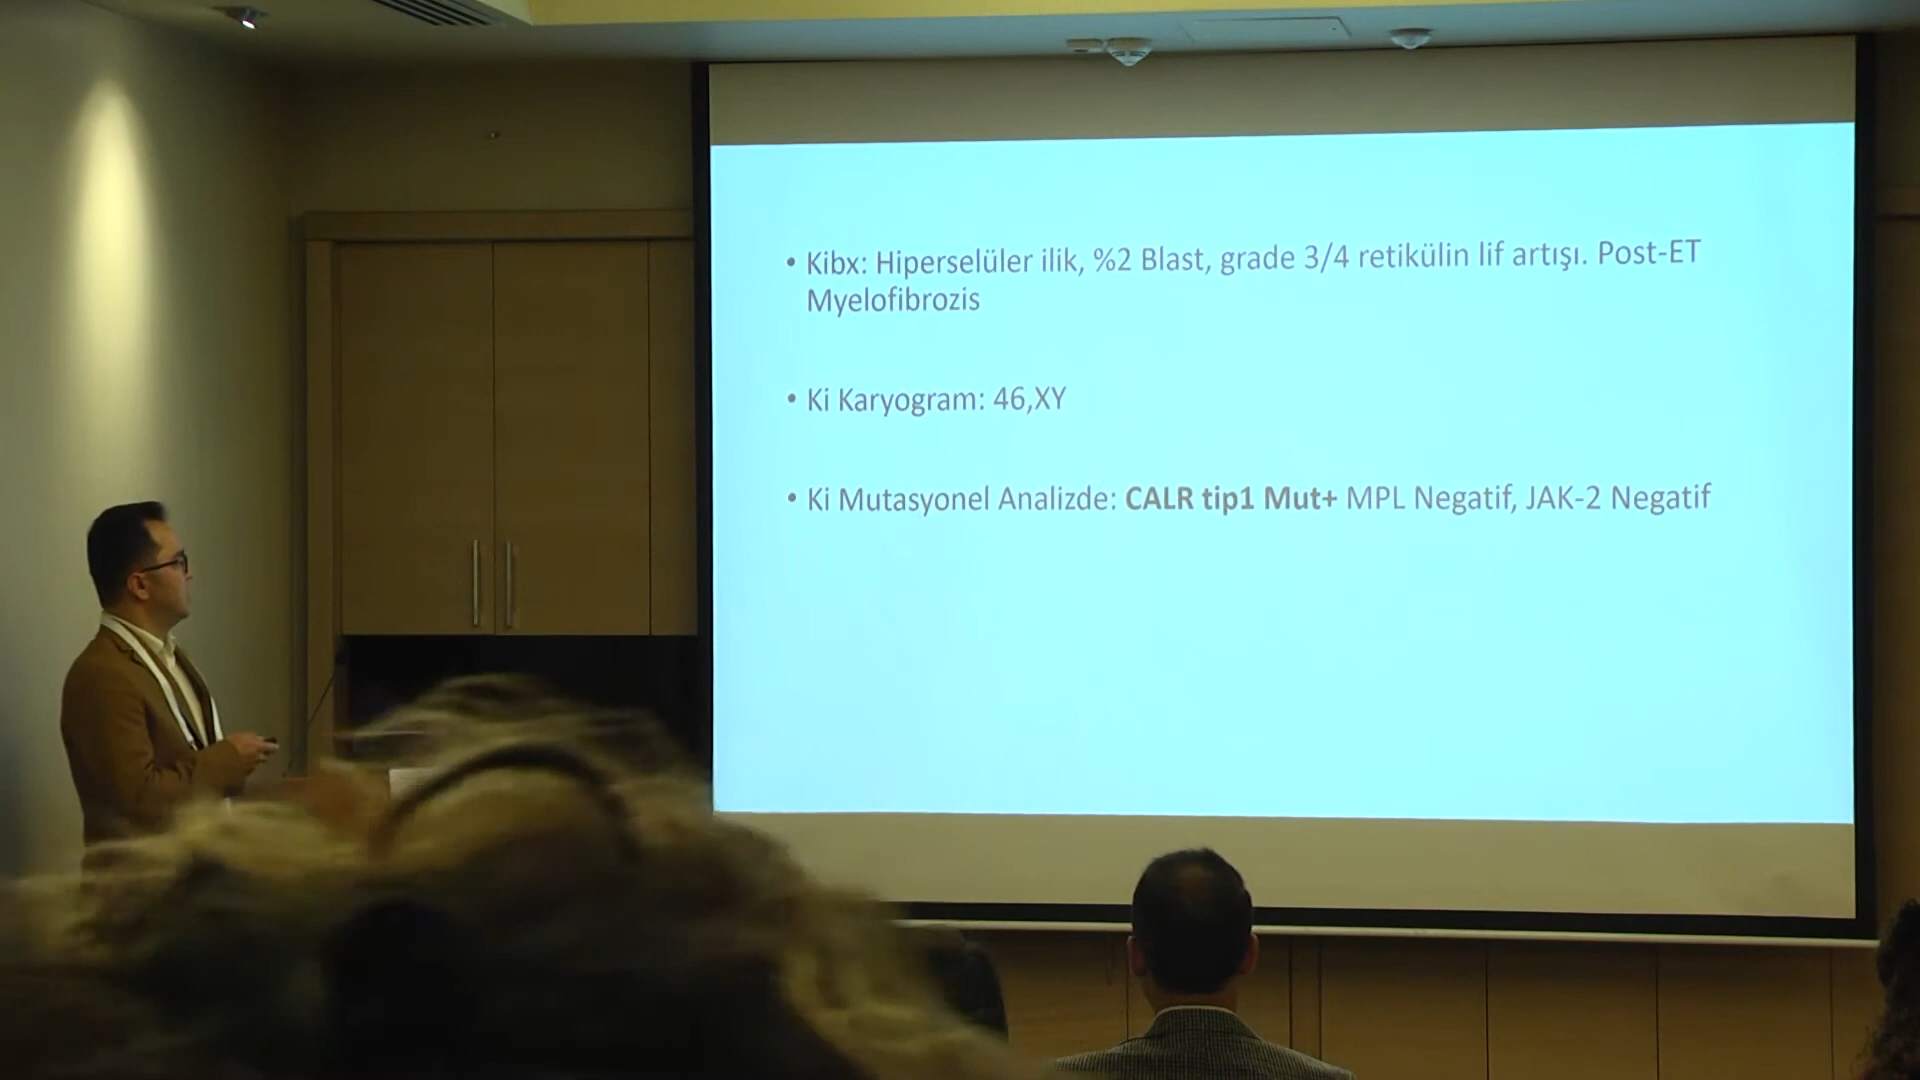 • Kibx: Hiperselüler ilik, %2 Blast, grade 3/4 retikülin lif artışı. Post-ET
Myelofibrozis
• Ki Karyogram: 46,XY
• Ki Mutasyonel Analizde: CALR tip1 Mut+ MPL Negatif, JAK-2 Negatif